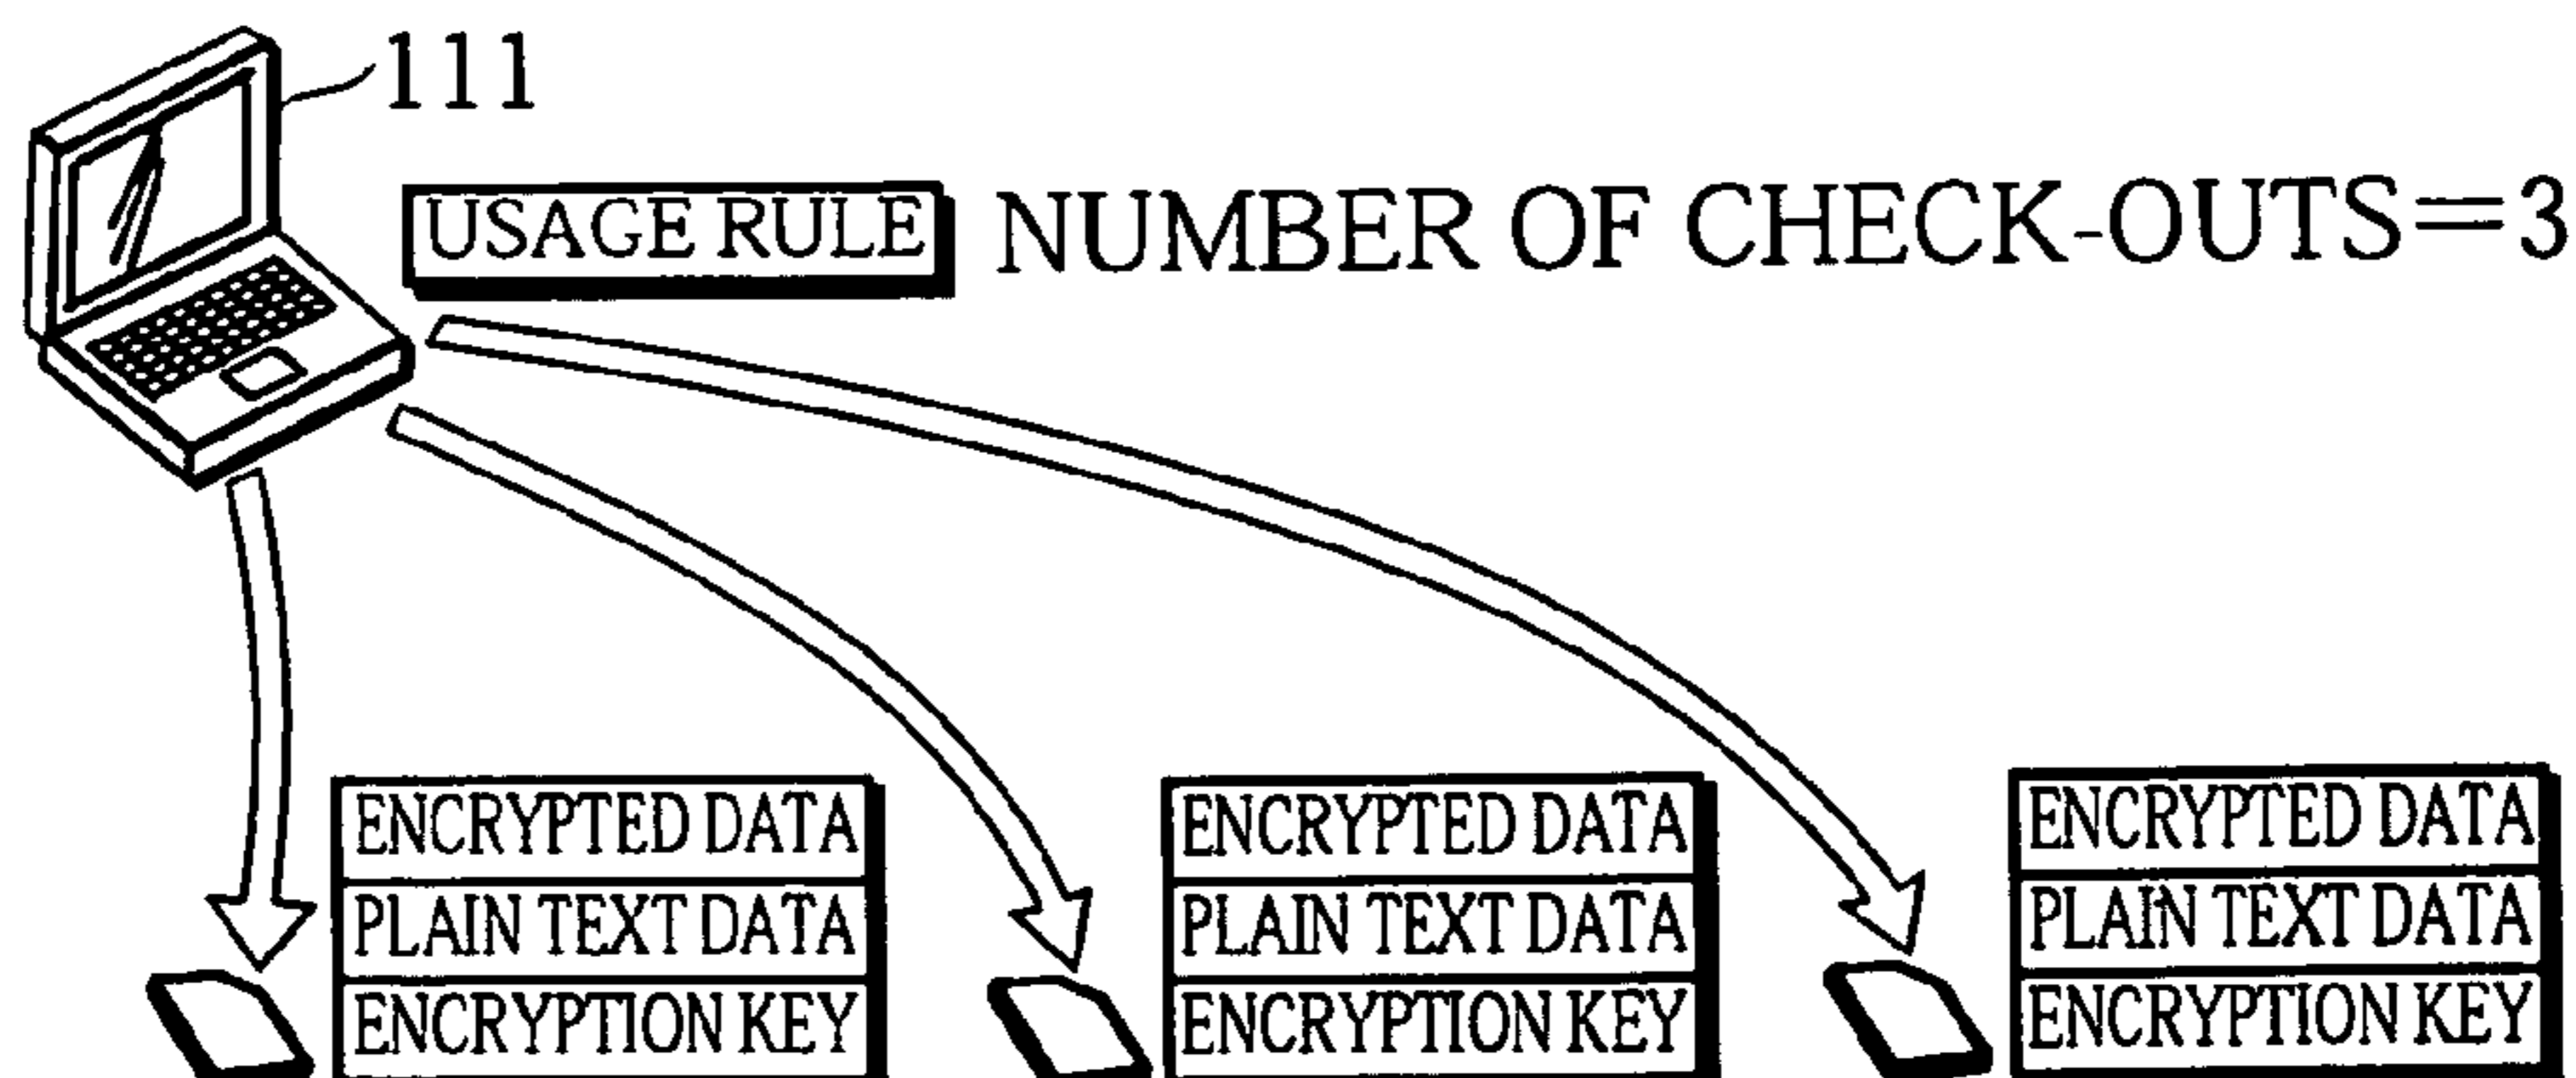 111
USAGE RULE NUMBER OF CHECK-OUTS=3
ENCRYPTED DATA
PLAIN TEXT DATA
ENCRYPTION KEY
ENCRYPTED DATA
PLAIN TEXT DATA
ENCRYPTION KEY
ENCRYPTED DATA
PLAIN TEXT DATA
ENCRYPTION KEY